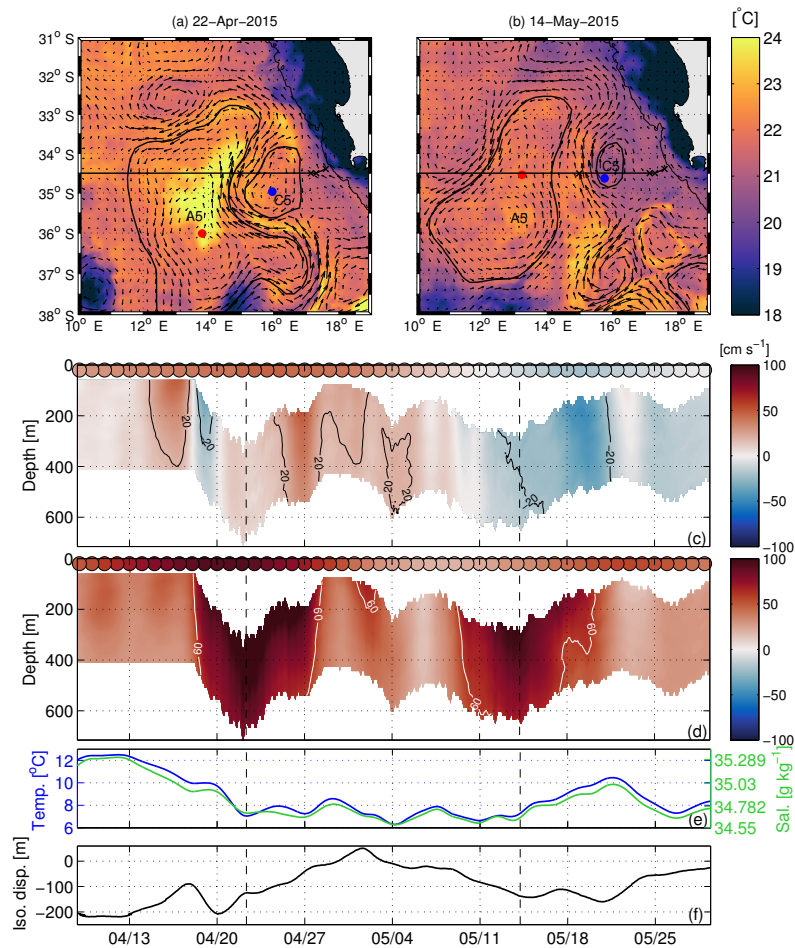 (a) 22-Apr-2015
(b) 14-May-2015
[°C]
31° S
32° S
33° S
34° S
35° S
36° S
37° S
38° S
10° E
12° E
14° E
16° E
18° E
A5
C5
10° E
12° E
14° E
16° E
18° E
A5
C5
24
23
22
21
20
19
18
Depth [m]
0
200
400
600
20
20
20
20
20
20
-20
-20
(c)
[cm s⁻¹]
100
50
0
-50
-100
Depth [m]
0
200
400
600
60
60
60
60
60
(d)
100
50
0
-50
-100
Temp. [°C]
12
10
8
6
(e)
35.289
35.03
34.782
34.55
Sal. [g kg⁻¹]
Iso. disp. [m]
0
-100
-200
(f)
04/13
04/20
04/27
05/04
05/11
05/18
05/25